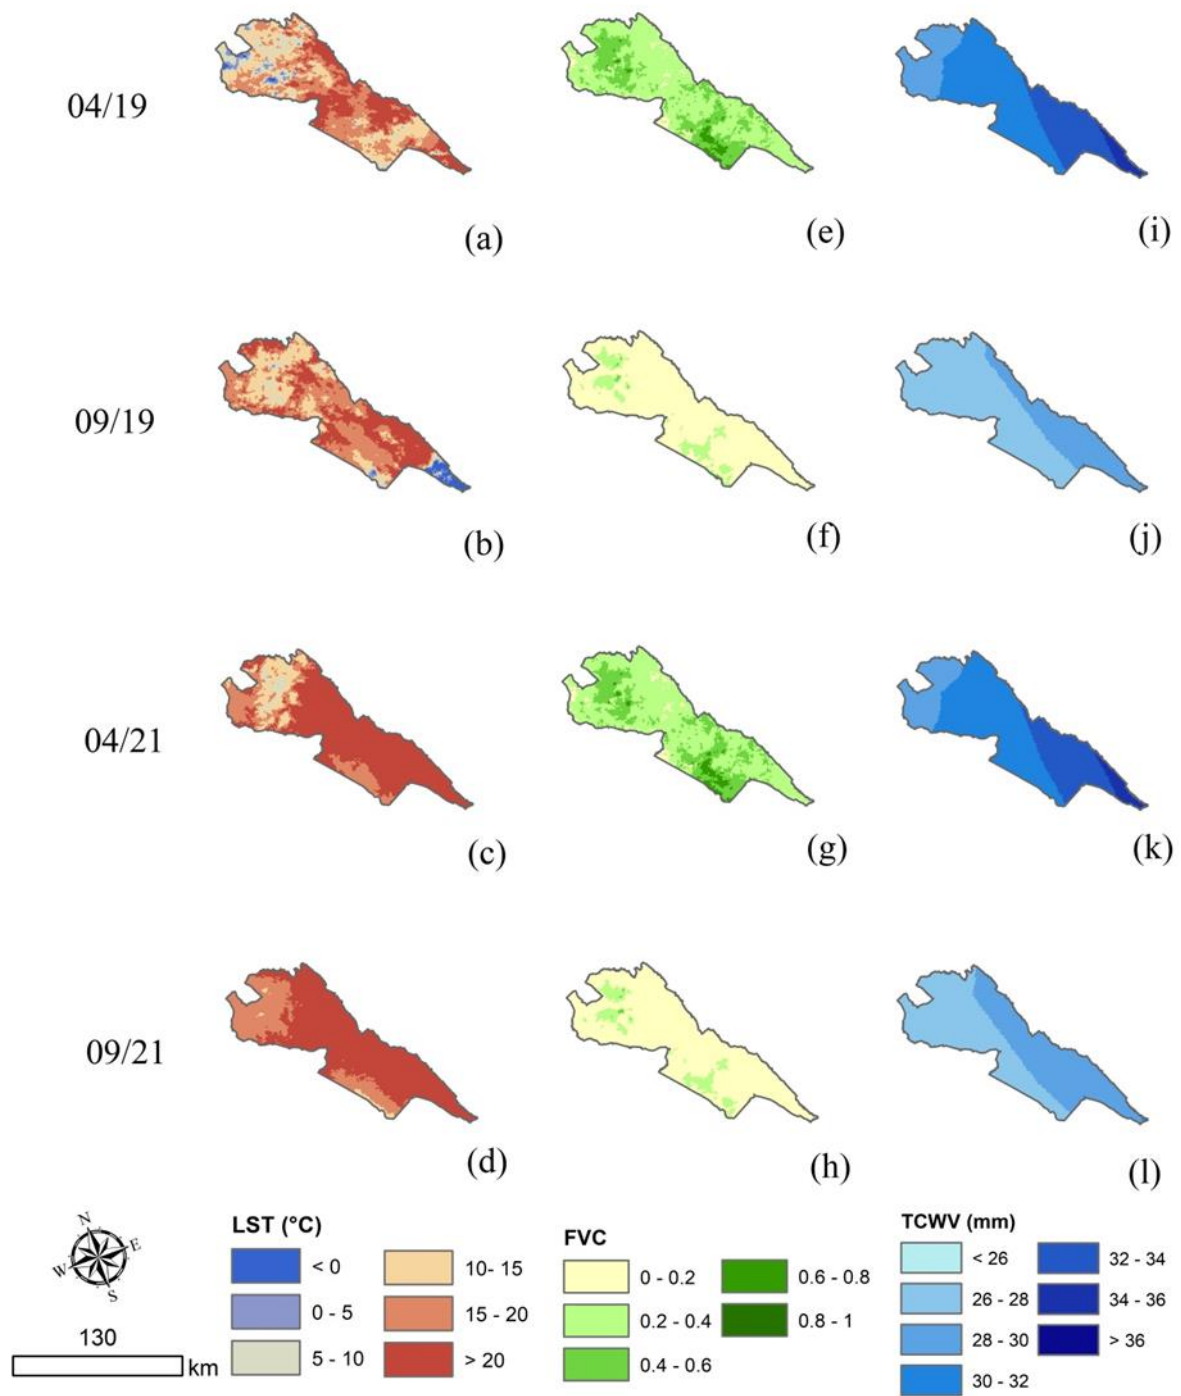 04/19
(a)
(e)
(i)
09/19
(b)
(f)
(j)
04/21
(c)
(g)
(k)
09/21
(d)
(h)
(l)
N
E
W
S
130
km
LST (°C)
< 0
0 - 5
5 - 10
10- 15
15 - 20
> 20
FVC
0 - 0.2
0.2 - 0.4
0.4 - 0.6
0.6 - 0.8
0.8 - 1
TCWV (mm)
< 26
26 - 28
28 - 30
30 - 32
32 - 34
34 - 36
> 36